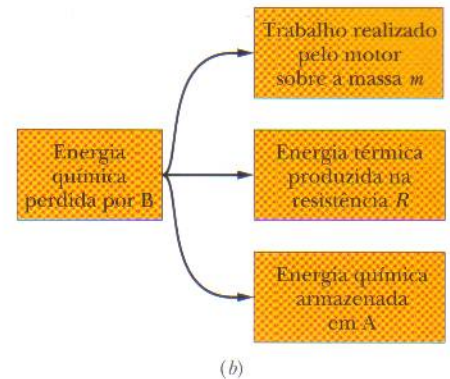 Trabalho realizado
pelo motor
sobre a massa m
Energia
química
perdida por B
Energia térmica
produzida na
resistência R
Energia química
armazenada
em A
(b)